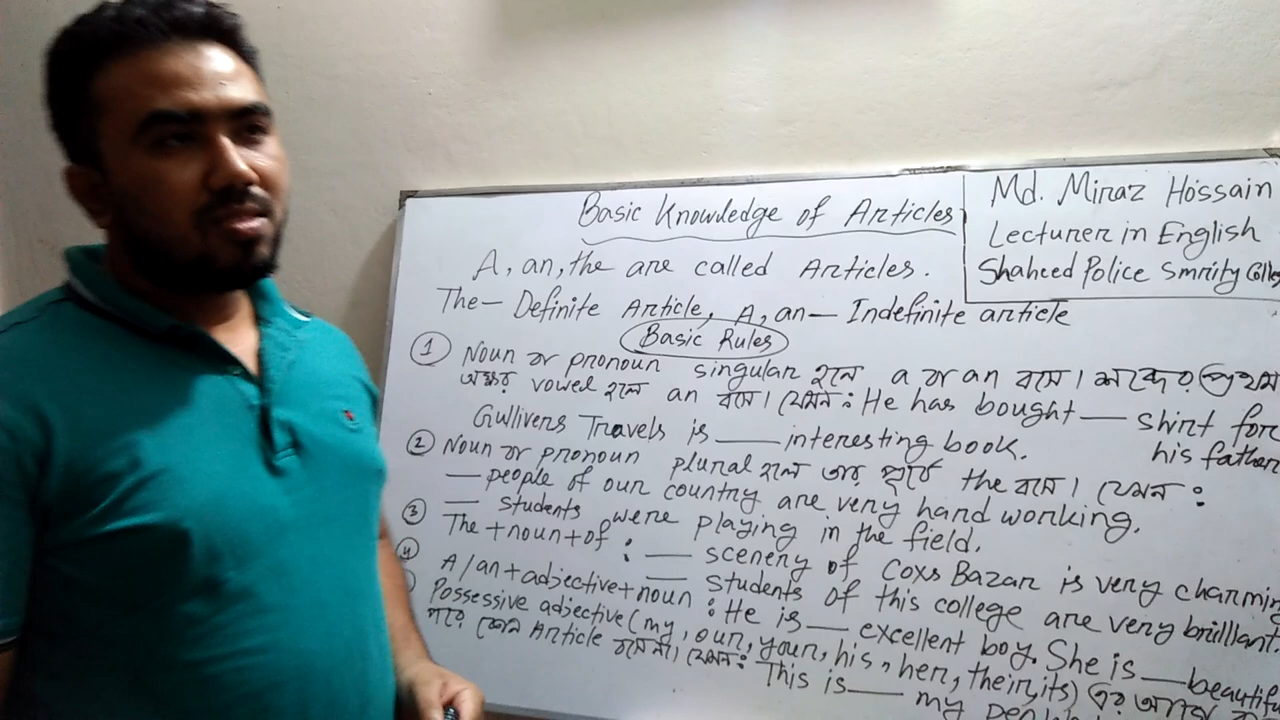 Basic Knowledge of Articles
Md. Miraz Hossain
Lecturer in English
Shaheed Police Smrity Colle
A, an, the are called Articles.
The — Definite Article, A, an — Indefinite article
Basic Rules
1 Noun or pronoun singular হলে a or an বসে। শব্দের প্রথম
অক্ষর vowel হলে an বসে। যেমন: He has bought — shirt for
his father
Gullivers Travels is — interesting book.
2 Noun or pronoun plural হলে তার পূর্বে the বসে। যেমন:
— people of our country are very hard working.
— students were playing in the field.
3 The + noun + of : — scenery of Coxs Bazar is very charming
— students of this college are very brilliant.
4 A/an + adjective + noun : He is — excellent boy. She is — beautifu
Possessive adjective (my, our, your, his, her, their, its) এর
পরে কোন Article বসে না। যেমন: This is — my pen